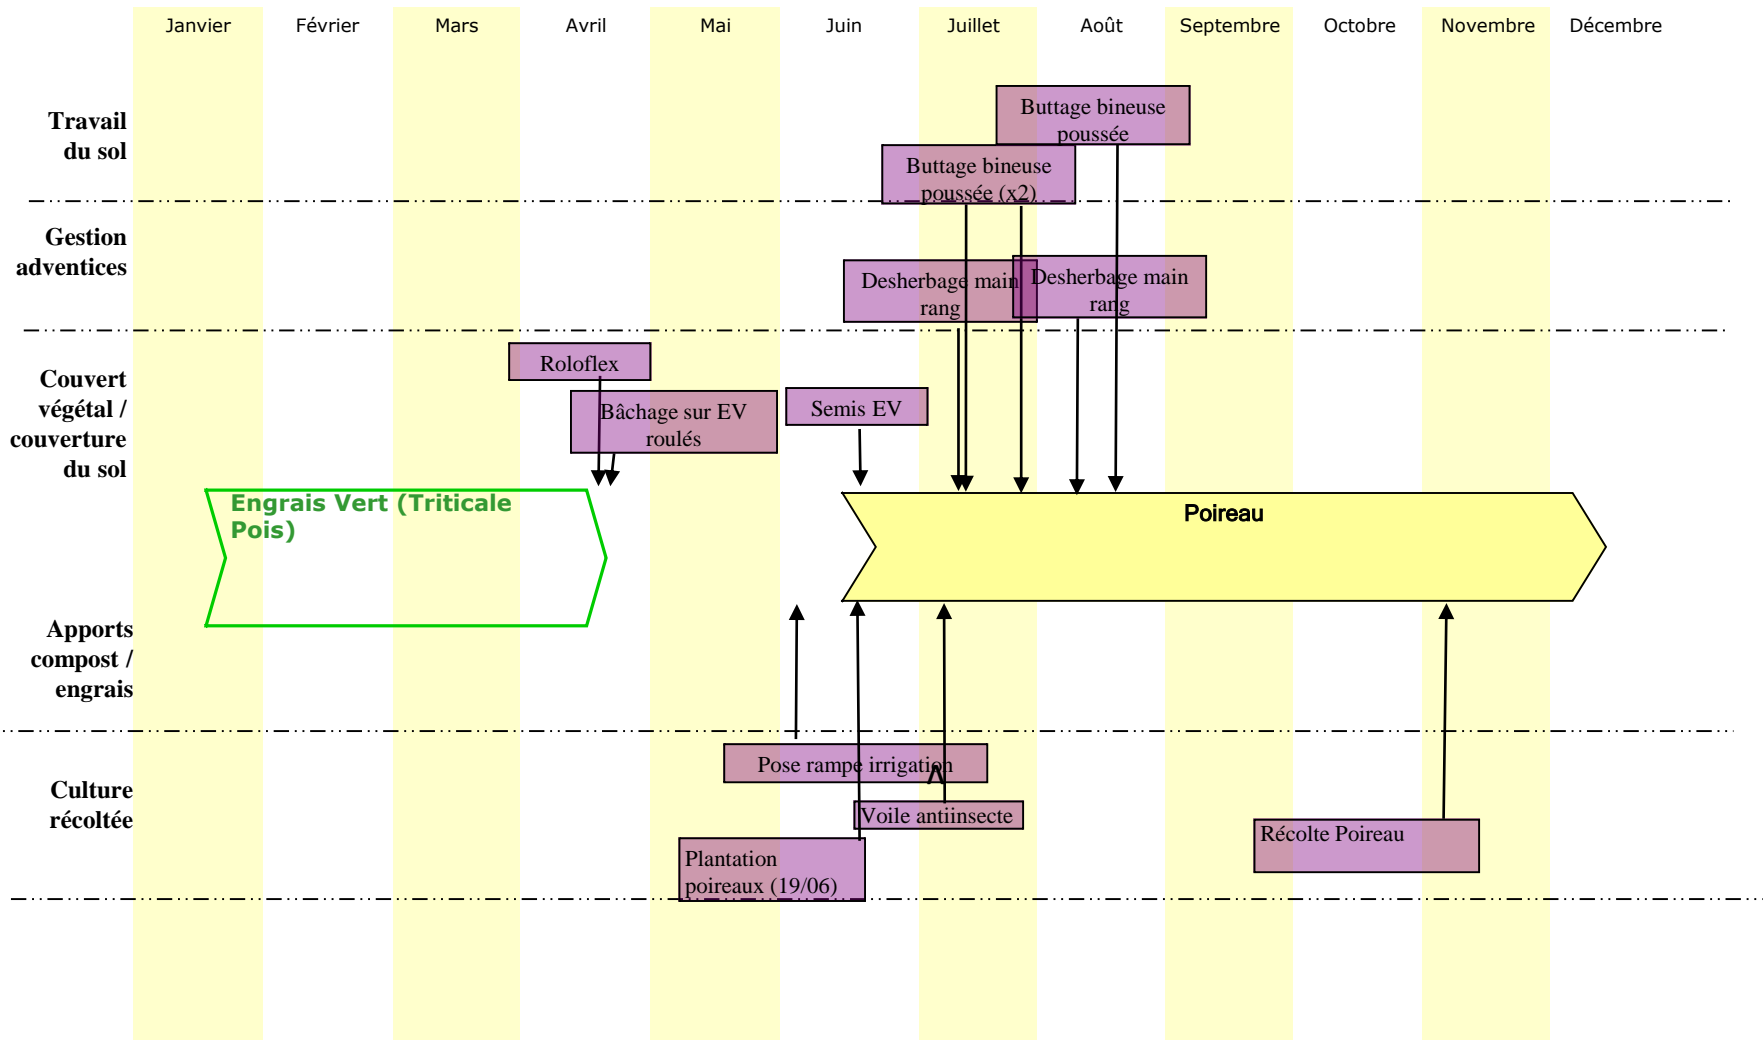 Janvier Février Mars Avril Mai Juin Juillet Août Septembre Octobre Novembre Décembre
Travail
du sol
Buttage bineuse
poussée
Buttage bineuse
poussée (x2)
Gestion
adventices
Desherbage main
rang
Desherbage main
rang
Couvert
végétal /
couverture
du sol
Roloflex
Bâchage sur EV
roulés
Semis EV
Engrais Vert (Triticale
Pois)
Poireau
Apports
compost /
engrais
Culture
récoltée
Pose rampe irrigation
Voile antiinsecte
Plantation
poireaux (19/06)
Récolte Poireau